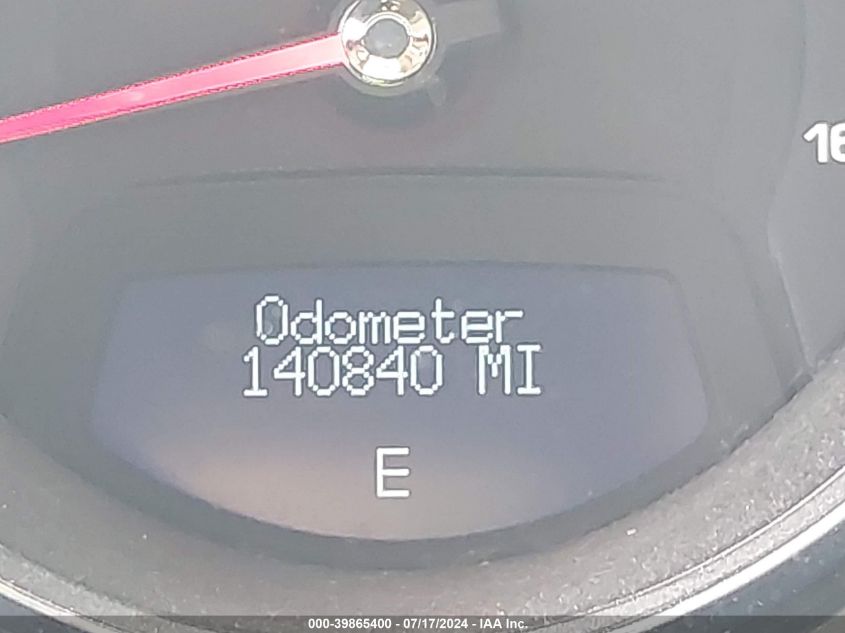 16
Odometer
140840 MI
E
000-39865400 - 07/17/2024 - IAA Inc.